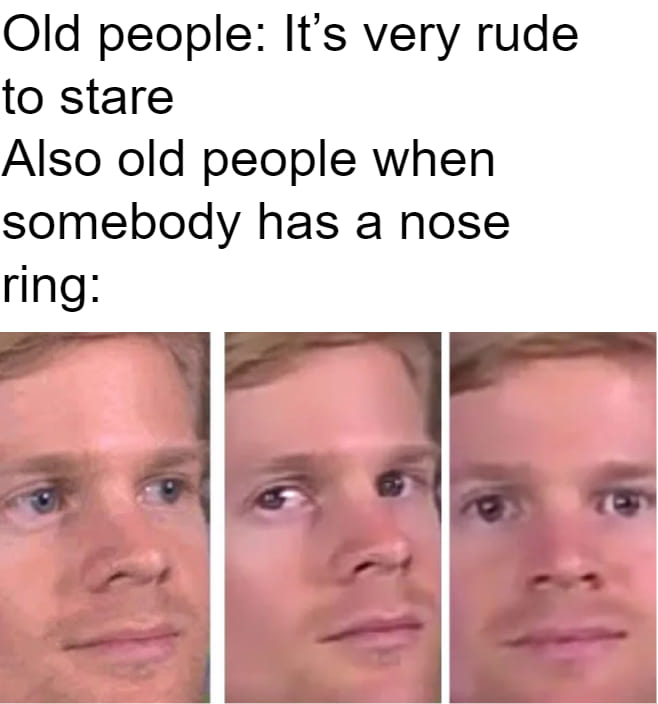 Old people: It’s very rude
to stare
Also old people when
somebody has a nose
ring: